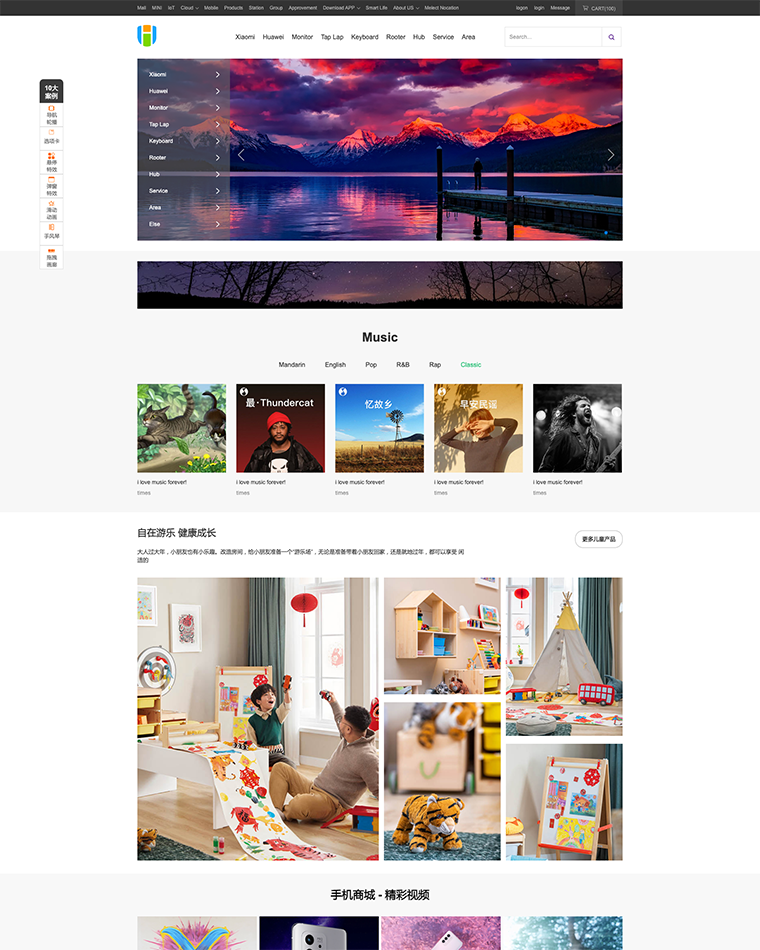 Mall MINI IoT Cloud Mobile Products Station Group Approvement Download APP Smart Life About US Melect Nocation logon login Message CART(100)
Xiaomi Huawei Monitor Tap Lap Keyboard Rooter Hub Service Area Search...
10大
案例
导航
轮播
选项卡
悬停
特效
弹窗
特效
滑动
动画
手风琴
拖拽
画廊
Xiaomi
Huawei
Monitor
Tap Lap
Keyboard
Rooter
Hub
Service
Area
Else
Music
Mandarin English Pop R&B Rap Classic
最·Thundercat 忆故乡 早安民谣
i love music forever! i love music forever! i love music forever! i love music forever! i love music forever!
times times times times times
自在游乐 健康成长
更多儿童产品
大人过大年，小朋友也有小乐趣。改造房间，给小朋友准备一个"游乐场"，无论是准备带着小朋友回家，还是就地过年，都可以享受 闲
适的
手机商城 - 精彩视频